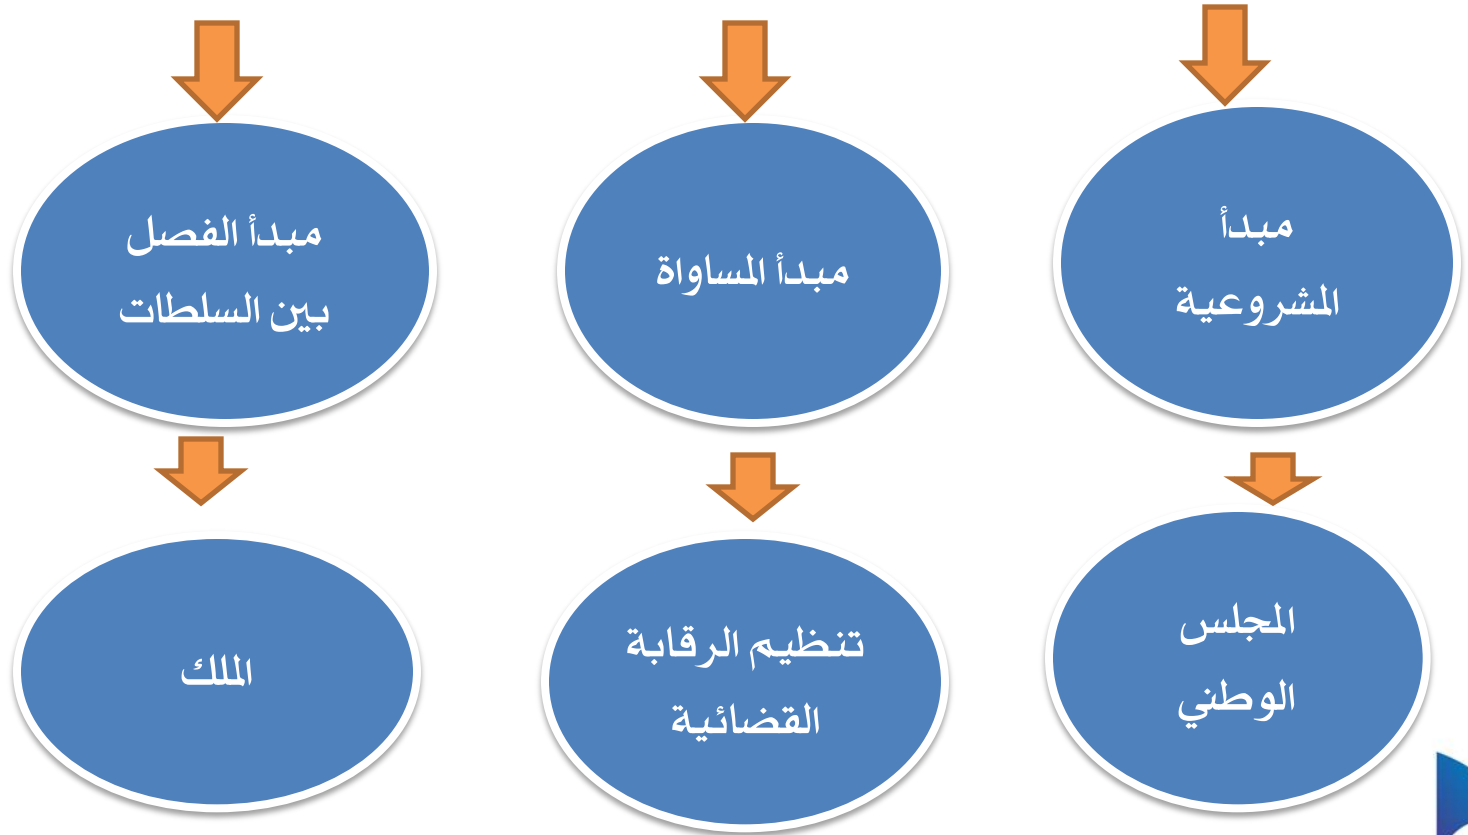 مبدأ
المشروعية
مبدأ المساواة
مبدأ الفصل
بين السلطات
المجلس
الوطني
تنظيم الرقابة
القضائية
الملك